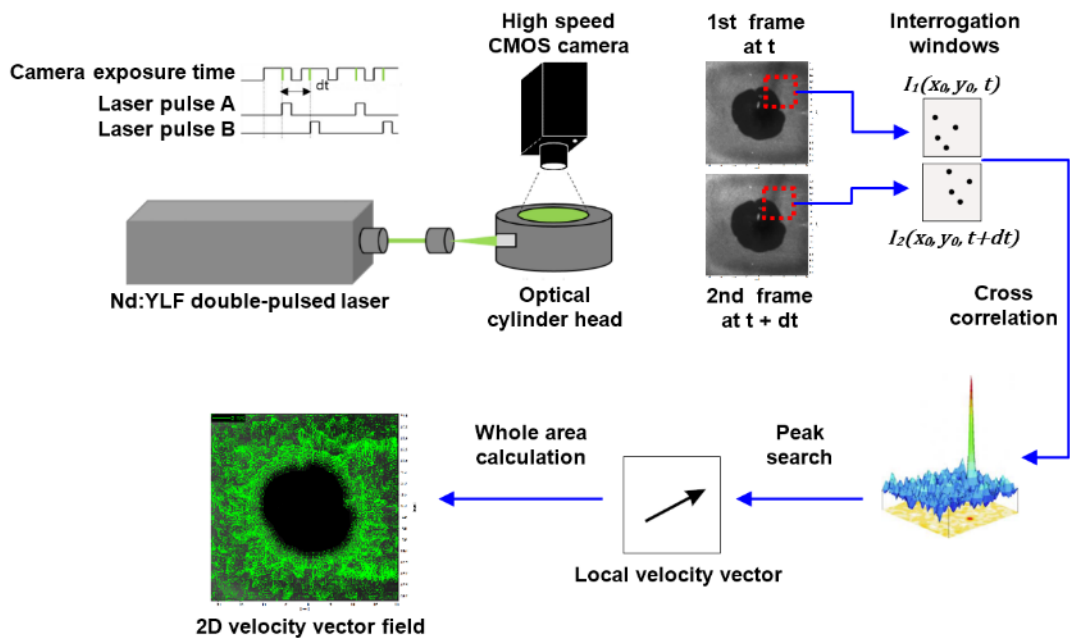 High speed
CMOS camera
1st frame
at t
Interrogation
windows
Camera exposure time
dt
Laser pulse A
Laser pulse B
I₁(x₀, y₀, t)
I₂(x₀, y₀, t+dt)
Nd:YLF double-pulsed laser
Optical
cylinder head
2nd frame
at t + dt
Cross
correlation
Whole area
calculation
Peak
search
Local velocity vector
2D velocity vector field